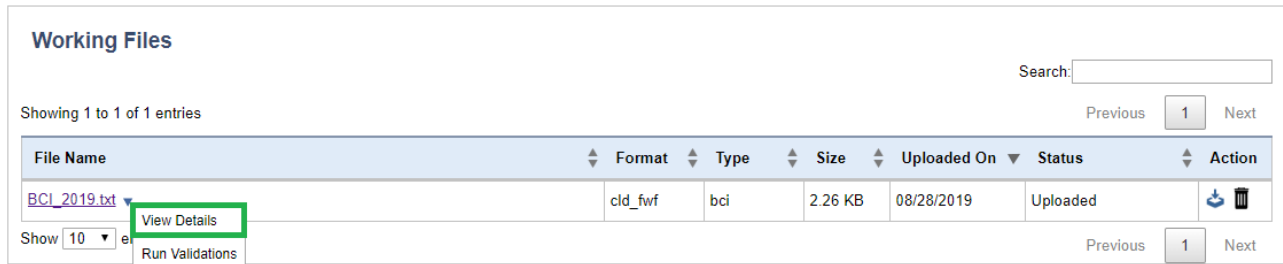 Working Files
Search:
Showing 1 to 1 of 1 entries
Previous 1 Next
File Name Format Type Size Uploaded On Status Action
BCI_2019.txt cld_fwf bci 2.26 KB 08/28/2019 Uploaded
View Details
Show 10
Run Validations
Previous 1 Next